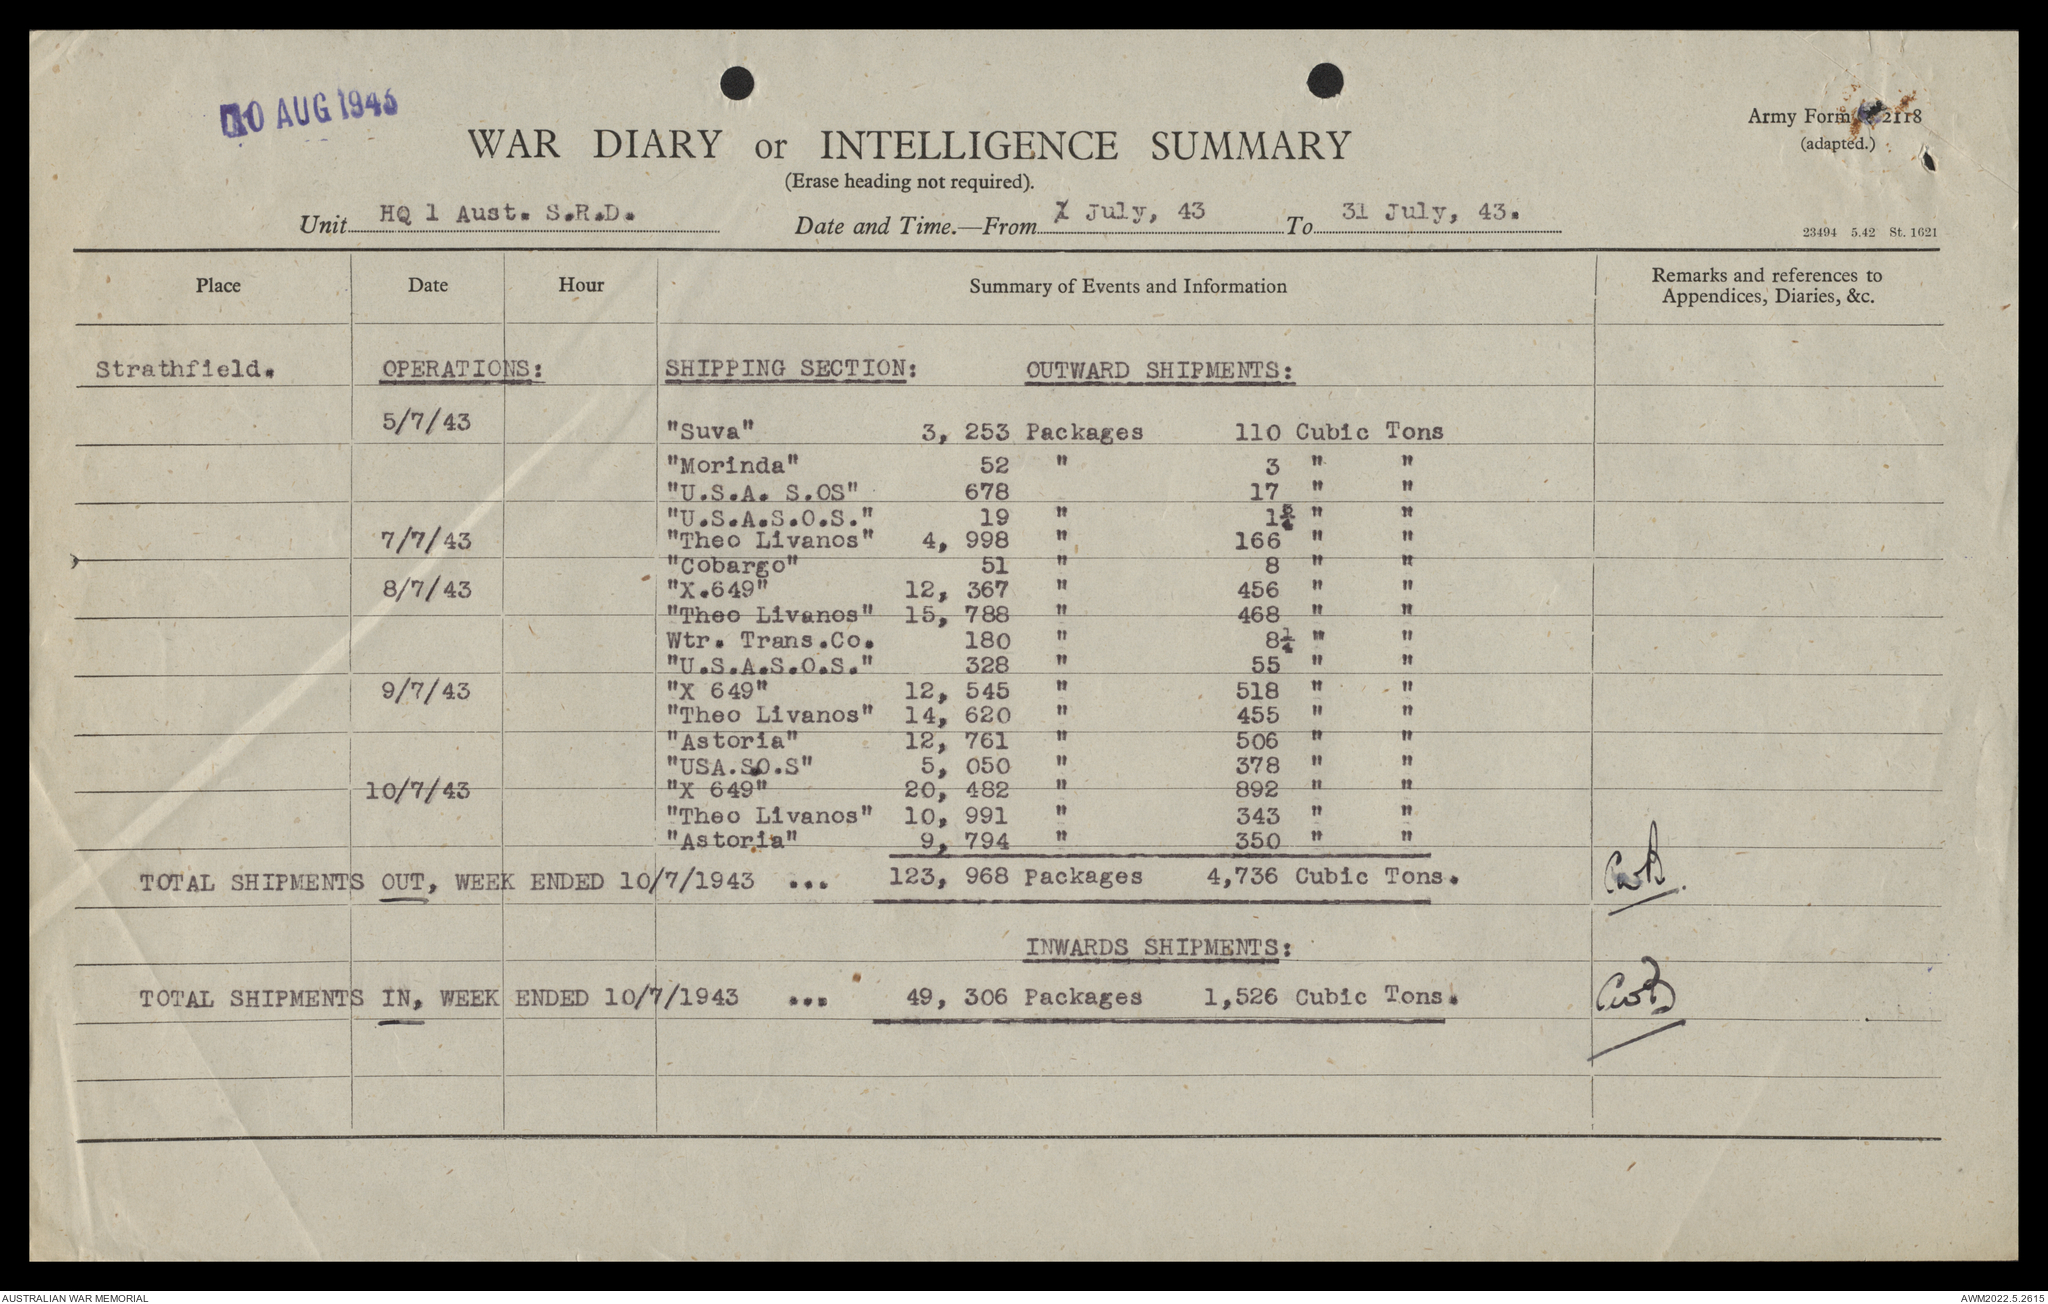 10 AUG 1943
Army Form 2118
(adapted.)
WAR DIARY or INTELLIGENCE SUMMARY
(Erase heading not required).
Unit HQ 1 Aust. S.R.D. Date and Time.—From 1 July, 43 To 31 July, 43.
23494 5.42 St. 1621
Place Date Hour Summary of Events and Information Remarks and references to Appendices, Diaries, &c.
Strathfield. OPERATIONS: SHIPPING SECTION: OUTWARD SHIPMENTS:
5/7/43 "Suva" 3, 253 Packages 110 Cubic Tons
"Morinda" 52 " 3 " "
"U.S.A. S.OS" 678 17 " "
"U.S.A.S.O.S." 19 " 1 " "
7/7/43 "Theo Livanos" 4, 998 " 166 " "
"Cobargo" 51 " 8 " "
8/7/43 "X.649" 12, 367 " 456 " "
"Theo Livanos" 15, 788 " 468 " "
Wtr. Trans.Co. 180 " 8¼ " "
"U.S.A.S.O.S." 328 " 55 " "
9/7/43 "X 649" 12, 545 " 518 " "
"Theo Livanos" 14, 620 " 455 " "
"Astoria" 12, 761 " 506 " "
"USA.SO.S" 5, 050 " 378 " "
10/7/43 "X 649" 20, 482 " 892 " "
"Theo Livanos" 10, 991 " 343 " "
"Astoria" 9, 794 " 350 " "
TOTAL SHIPMENTS OUT, WEEK ENDED 10/7/1943 ... 123, 968 Packages 4,736 Cubic Tons.
INWARDS SHIPMENTS:
TOTAL SHIPMENTS IN, WEEK ENDED 10/7/1943 ... 49, 306 Packages 1,526 Cubic Tons.
AUSTRALIAN WAR MEMORIAL
AWM2022.5.2615